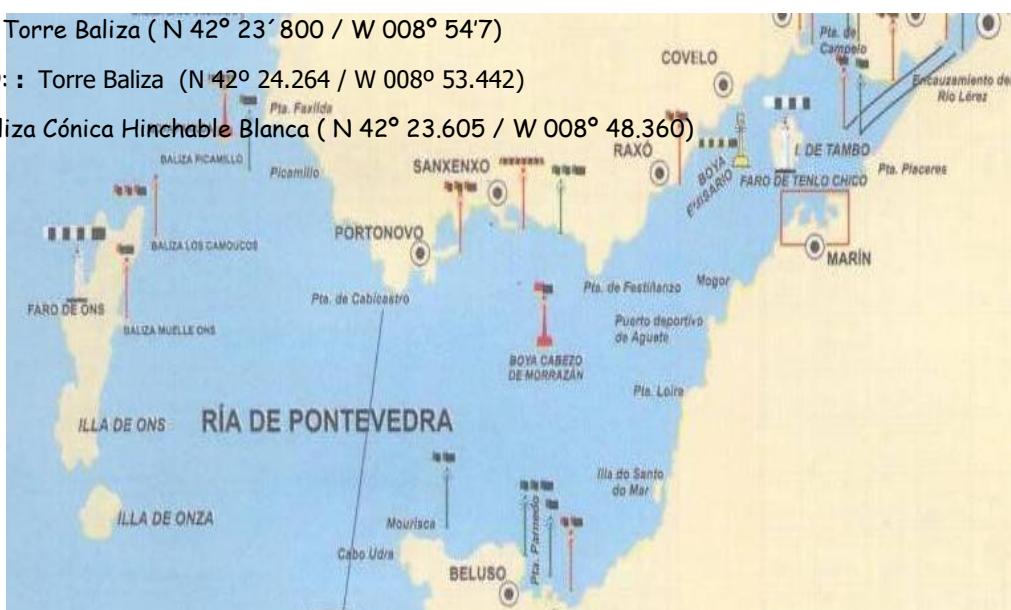 Torre Baliza ( N 42º 23´800 / W 008º 54'7)
: Torre Baliza (N 42º 24.264 / W 008º 53.442)
liza Cónica Hinchable Blanca ( N 42º 23.605 / W 008º 48.360)
Pta. de
Campelo
COVELO
Encauzamiento de
Río Lérez
Pta. Faxilda
BALIZA PICAMILLO
Picamillo
SANXENXO
RAXÓ
BOYA
I. DE TAMBO
Pta. Placeres
FARO DE TENLO CHICO
PORTONOVO
BALIZA LOS CAMOUCOS
MARÍN
FARO DE ONS
BALIZA MUELLE ONS
Pta. de Cabicastro
Pta. de Festiñanzo
Mogor
Puerto deportivo
de Aguete
BOYA CABEZO
DE MORRAZÁN
Pta. Loira
ILLA DE ONS
RÍA DE PONTEVEDRA
Illa do Santo
do Mar
ILLA DE ONZA
Mourisca
Pta. Parnedo
Cabo Udra
BELUSO